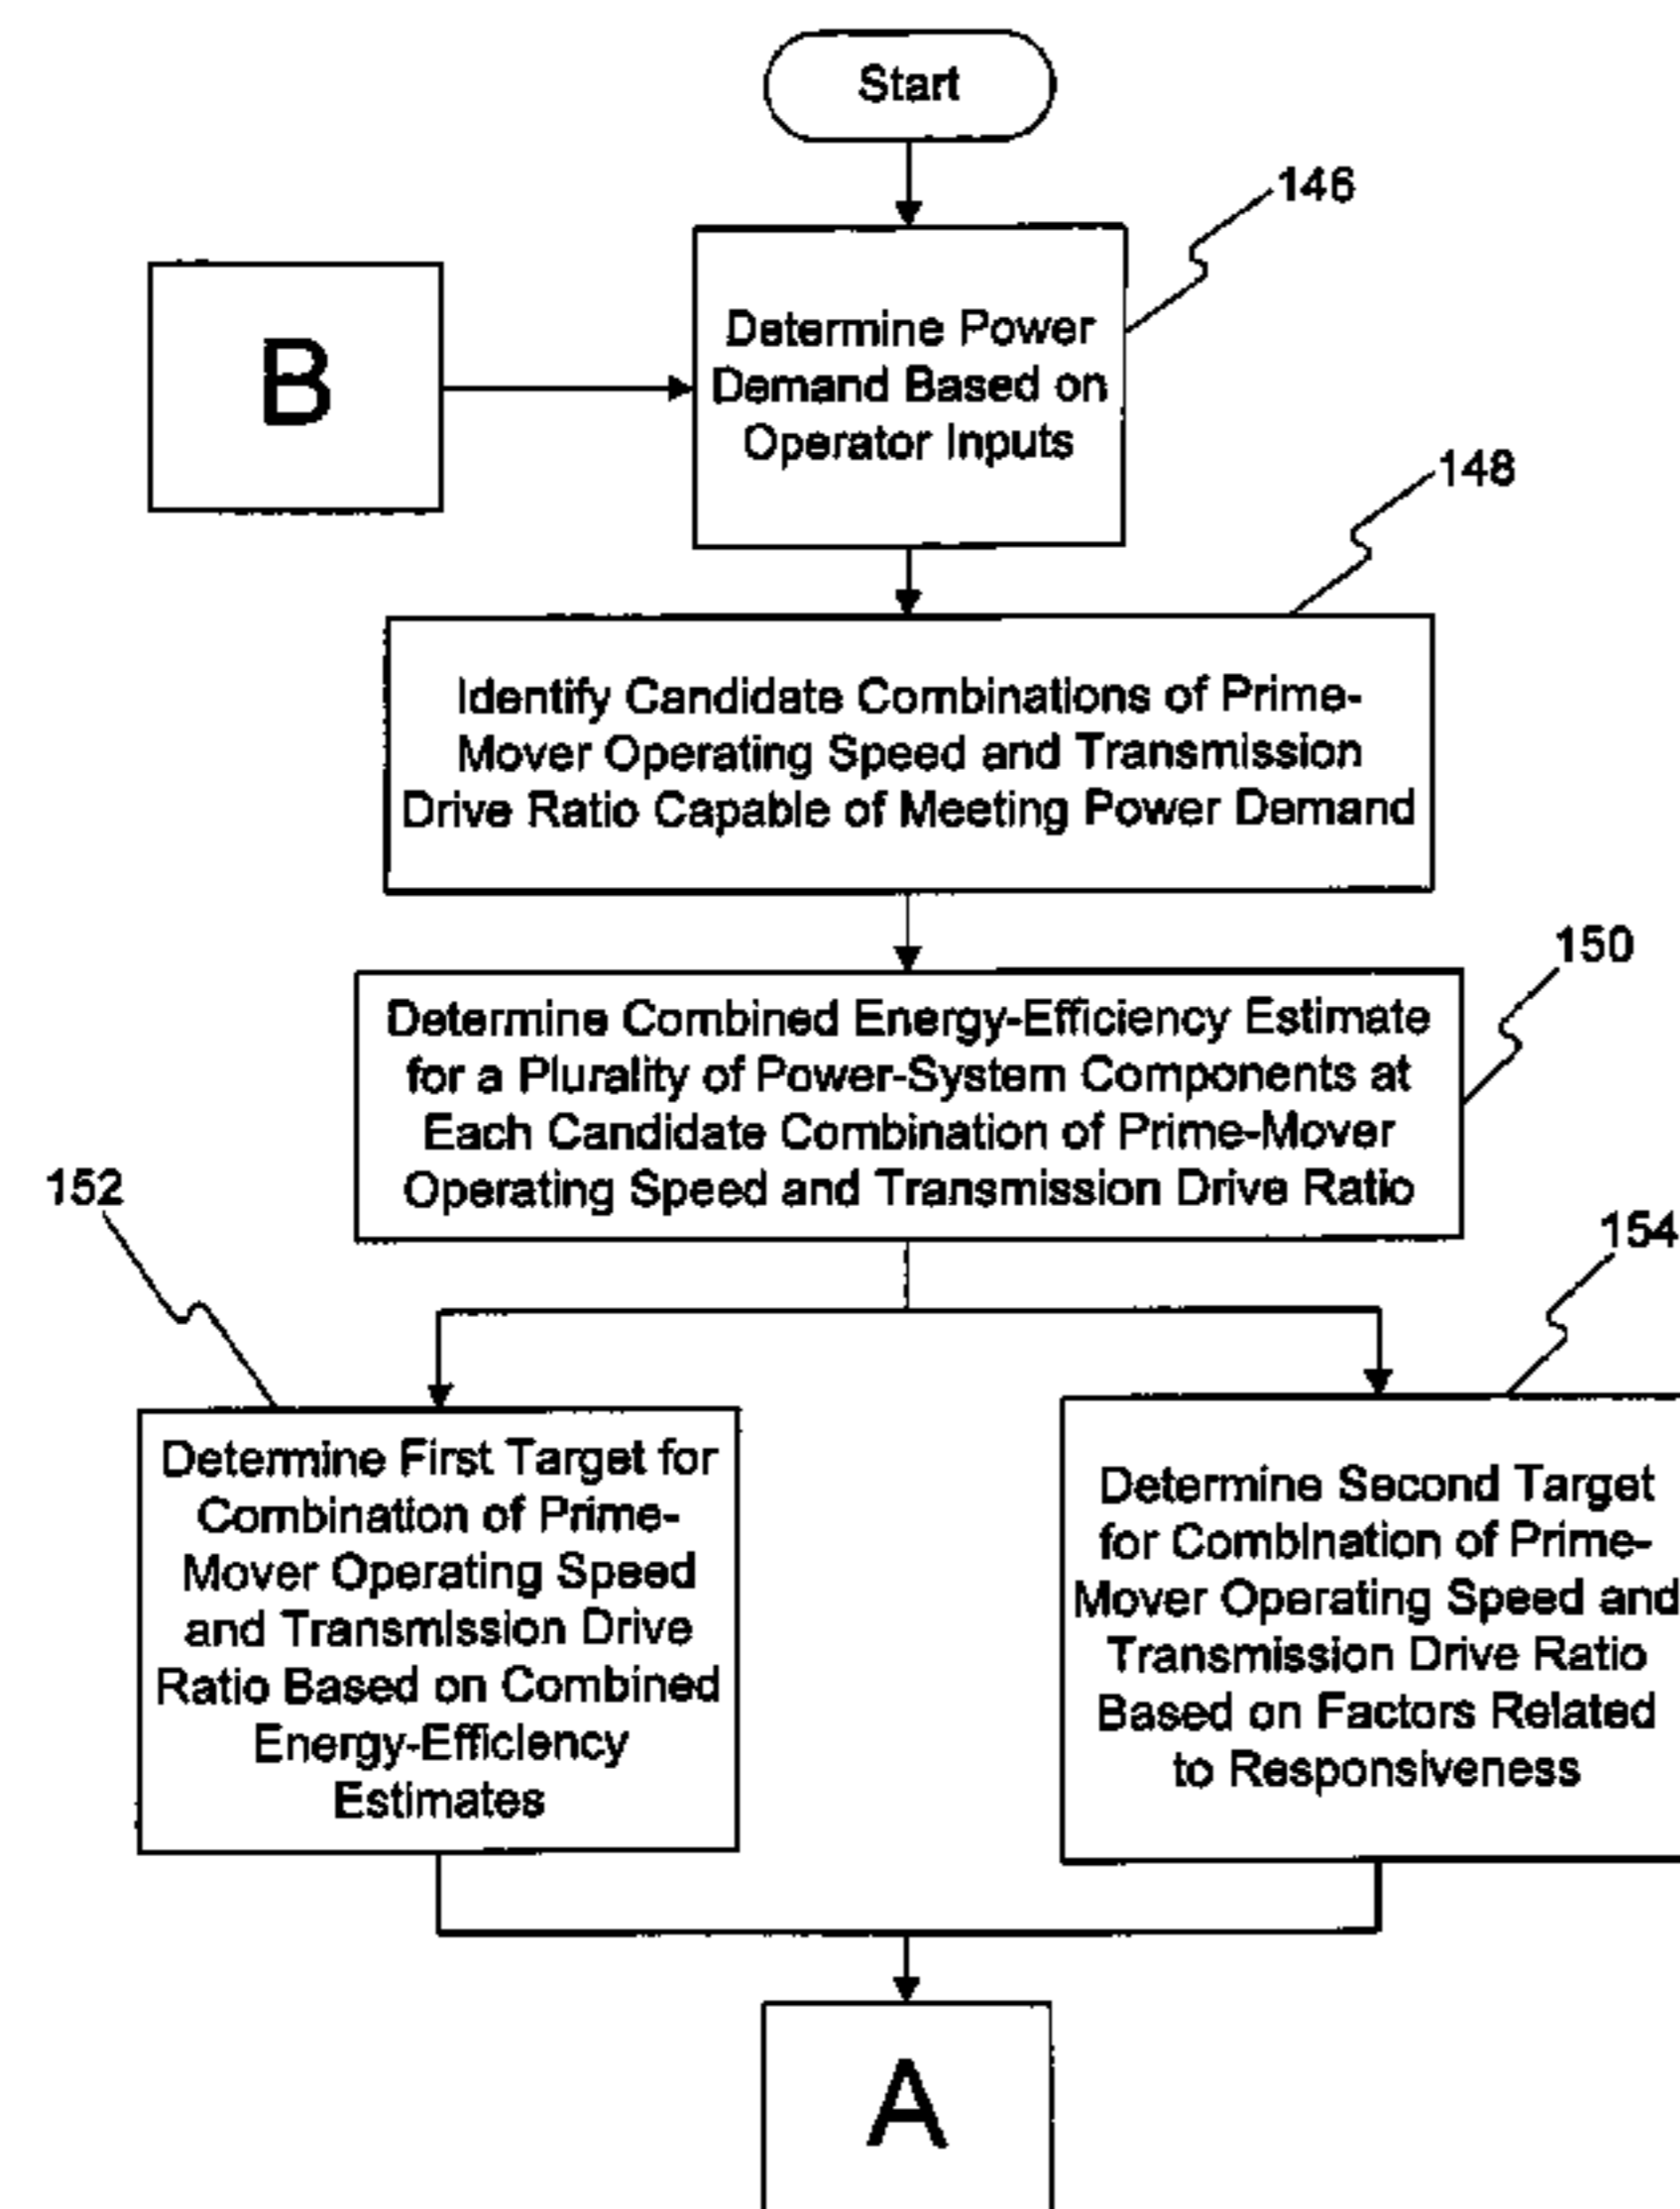 Start
146
B
Determine Power
Demand Based on
Operator Inputs
148
Identify Candidate Combinations of Prime-
Mover Operating Speed and Transmission
Drive Ratio Capable of Meeting Power Demand
150
Determine Combined Energy-Efficiency Estimate
for a Plurality of Power-System Components at
Each Candidate Combination of Prime-Mover
Operating Speed and Transmission Drive Ratio
152
154
Determine First Target for
Combination of Prime-
Mover Operating Speed
and Transmission Drive
Ratio Based on Combined
Energy-Efficiency
Estimates
Determine Second Target
for Combination of Prime-
Mover Operating Speed and
Transmission Drive Ratio
Based on Factors Related
to Responsiveness
A